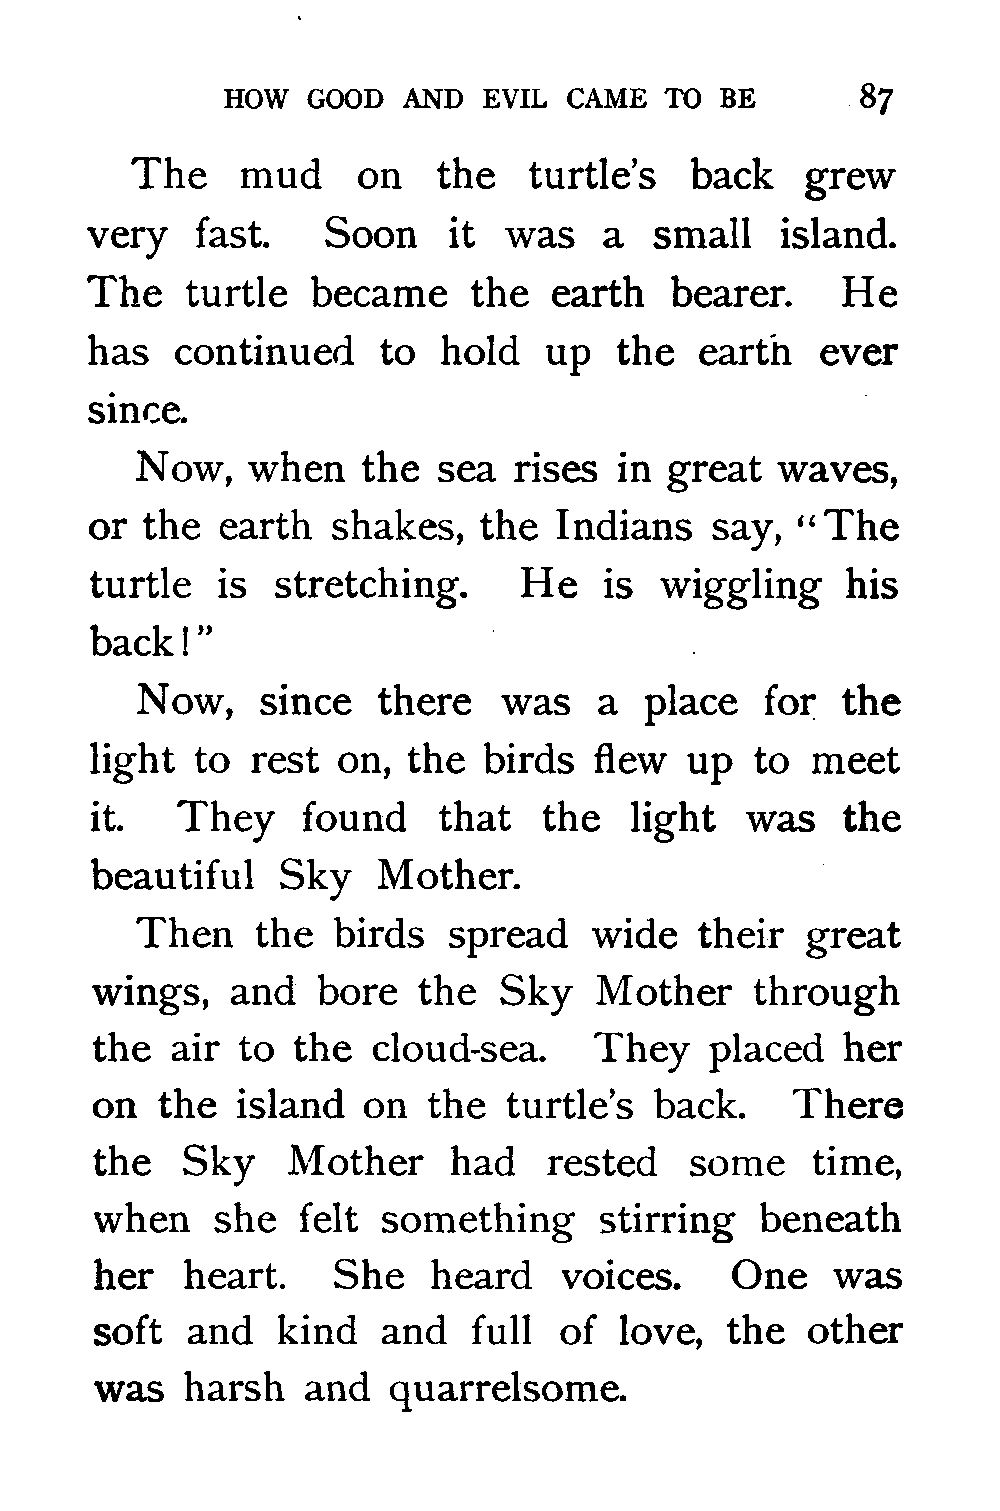 HOW GOOD AND EVIL CAME TO BE 87
The mud on the turtle's back grew
very fast. Soon it was a small island.
The turtle became the earth bearer. He
has continued to hold up the earth ever
since.
Now, when the sea rises in great waves,
or the earth shakes, the Indians say, "The
turtle is stretching. He is wiggling his
back!"
Now, since there was a place for the
light to rest on, the birds flew up to meet
it. They found that the light was the
beautiful Sky Mother.
Then the birds spread wide their great
wings, and bore the Sky Mother through
the air to the cloud-sea. They placed her
on the island on the turtle's back. There
the Sky Mother had rested some time,
when she felt something stirring beneath
her heart. She heard voices. One was
soft and kind and full of love, the other
was harsh and quarrelsome.